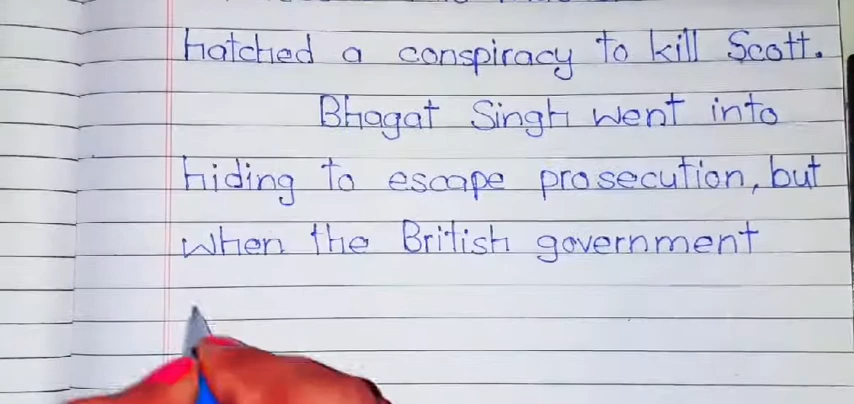 hatched a conspiracy to kill Scott.
Bhagat Singh went into
hiding to escape prosecution, but
when the British government